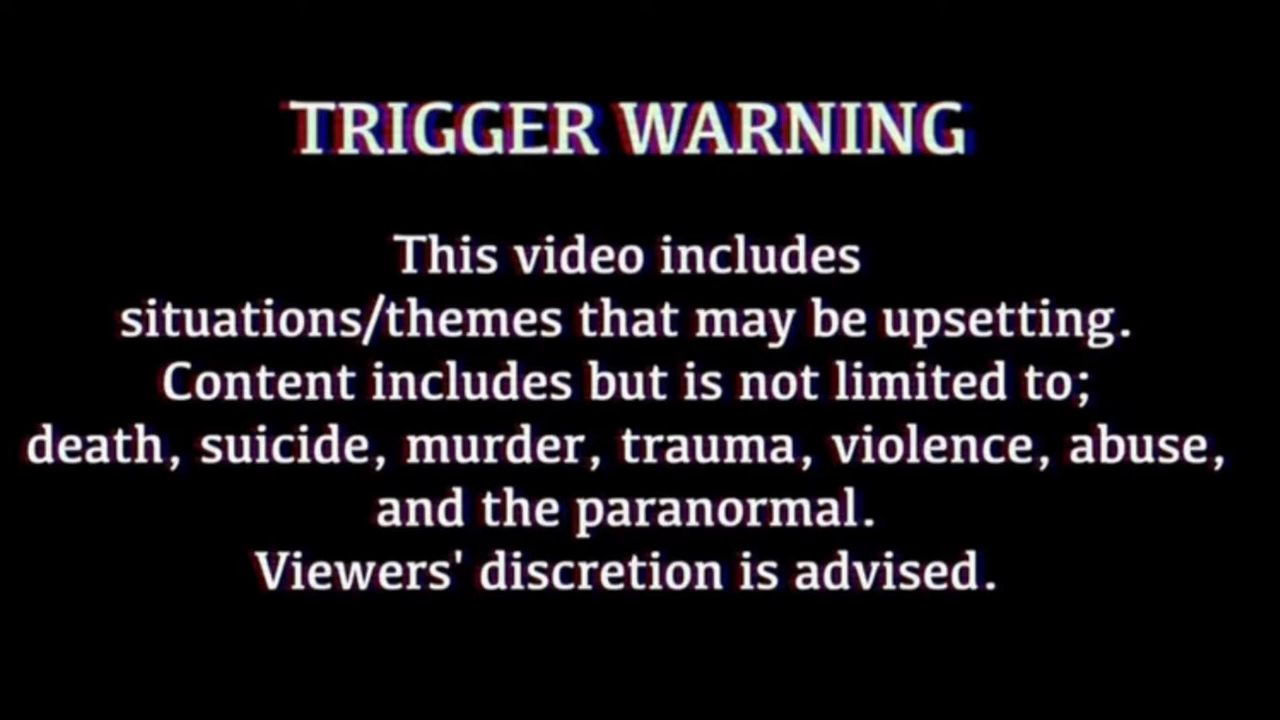 TRIGGER WARNING
This video includes
situations/themes that may be upsetting.
Content includes but is not limited to;
death, suicide, murder, trauma, violence, abuse,
and the paranormal.
Viewers' discretion is advised.